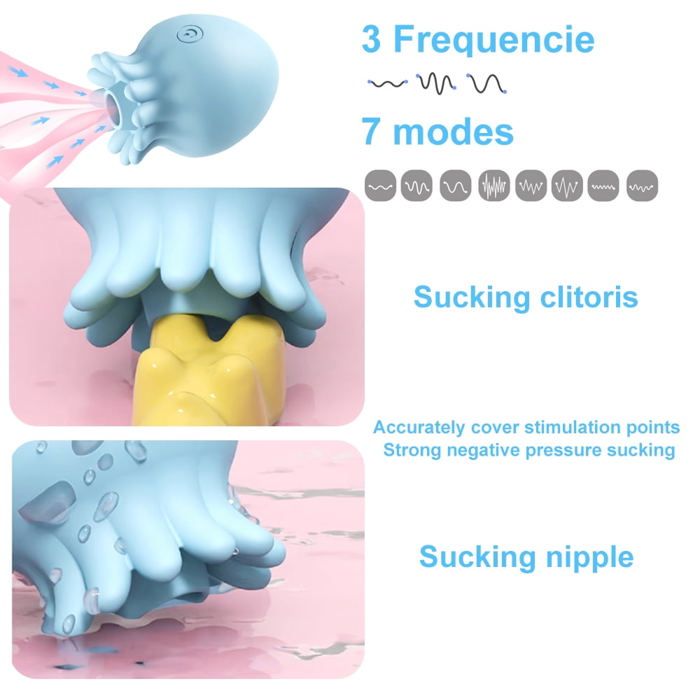 3 Frequencie
7 modes
Sucking clitoris
Accurately cover stimulation points
Strong negative pressure sucking
Sucking nipple